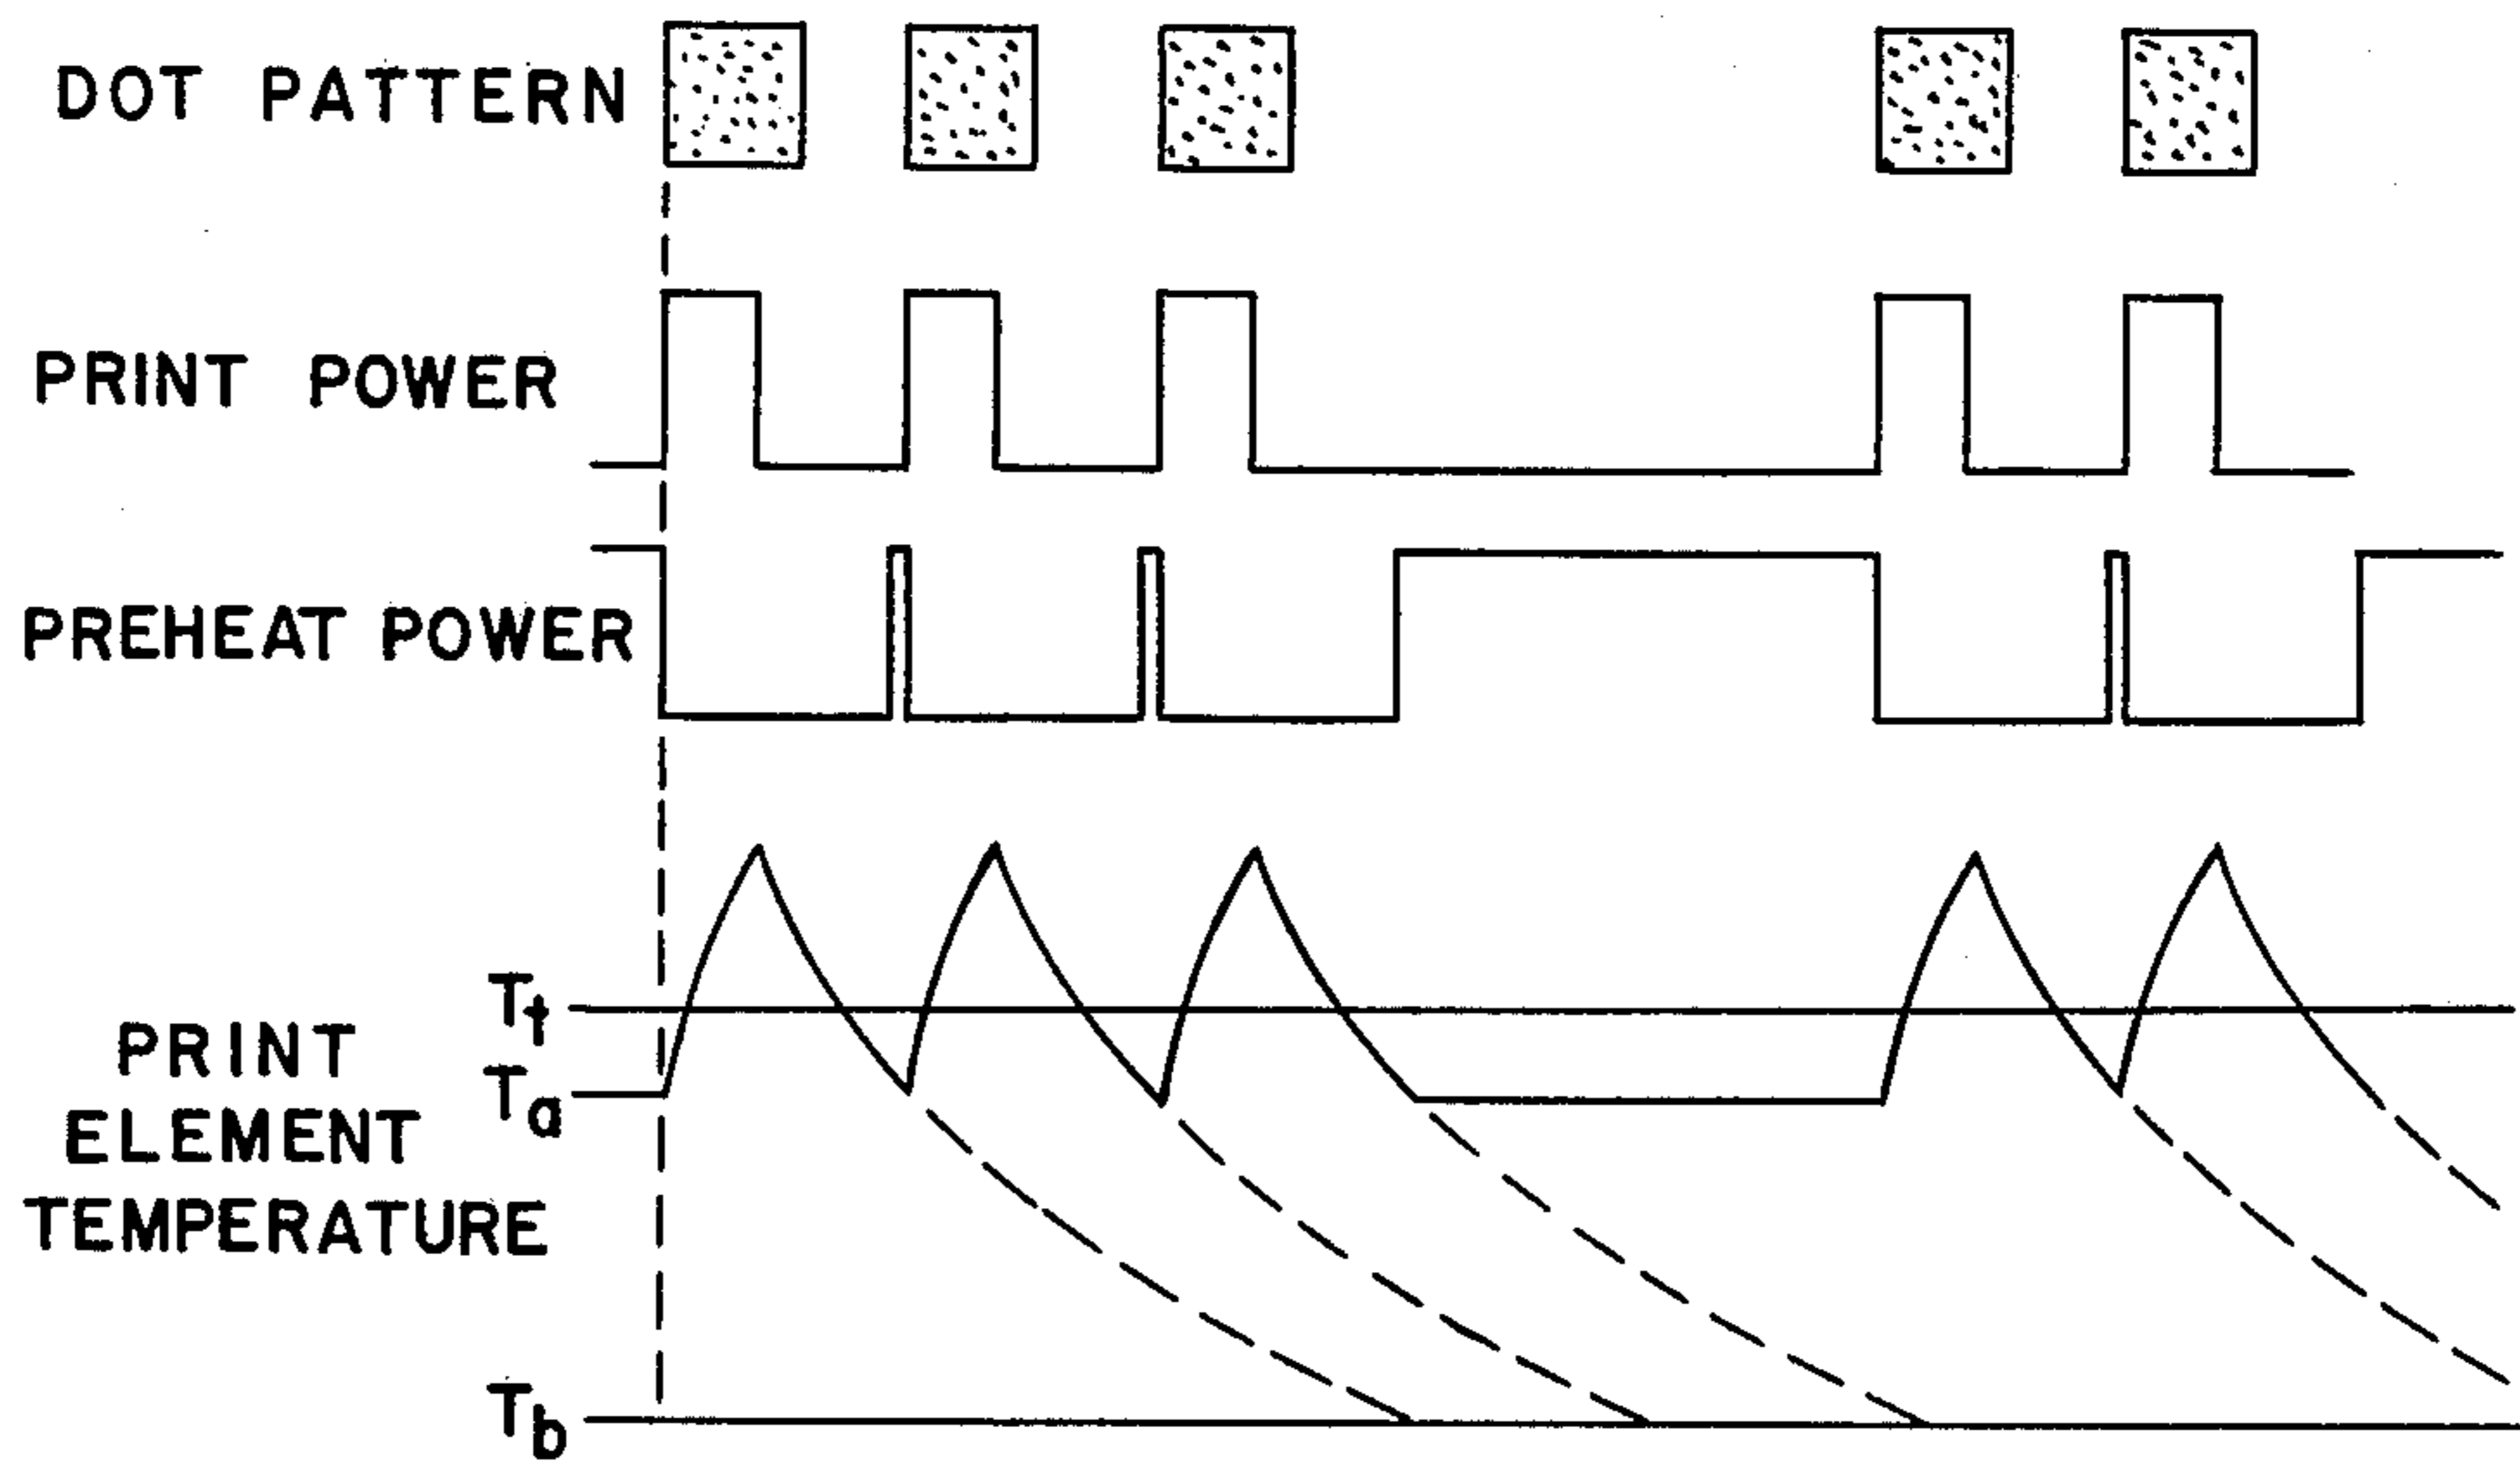 DOT PATTERN
PRINT POWER
PREHEAT POWER
Tt
Ta
PRINT
ELEMENT
TEMPERATURE
Tb